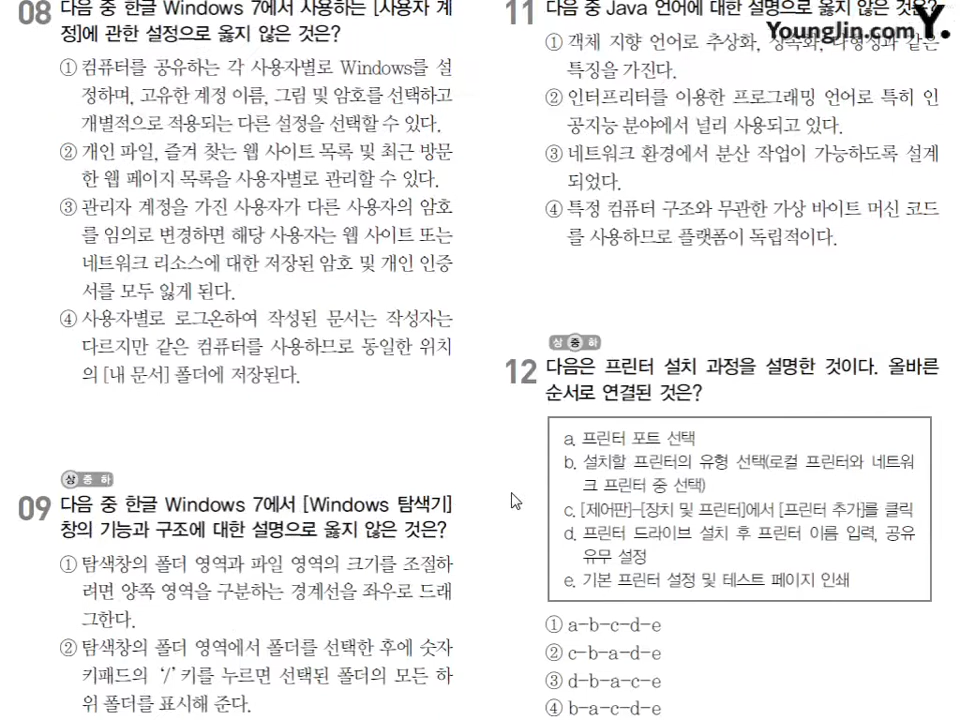 08 다음 중 한글 Windows 7에서 사용하는 [사용자 계
정]에 관한 설정으로 옳지 않은 것은?
① 컴퓨터를 공유하는 각 사용자별로 Windows를 설
정하며, 고유한 계정 이름, 그림 및 암호를 선택하고
개별적으로 적용되는 다른 설정을 선택할 수 있다.
② 개인 파일, 즐겨 찾는 웹 사이트 목록 및 최근 방문
한 웹 페이지 목록을 사용자별로 관리할 수 있다.
③ 관리자 계정을 가진 사용자가 다른 사용자의 암호
를 임의로 변경하면 해당 사용자는 웹 사이트 또는
네트워크 리소스에 대한 저장된 암호 및 개인 인증
서를 모두 잃게 된다.
④ 사용자별로 로그온하여 작성된 문서는 작성자는
다르지만 같은 컴퓨터를 사용하므로 동일한 위치
의 [내 문서] 폴더에 저장된다.
상 중 하
09 다음 중 한글 Windows 7에서 [Windows 탐색기]
창의 기능과 구조에 대한 설명으로 옳지 않은 것은?
① 탐색창의 폴더 영역과 파일 영역의 크기를 조절하
려면 양쪽 영역을 구분하는 경계선을 좌우로 드래
그한다.
② 탐색창의 폴더 영역에서 폴더를 선택한 후에 숫자
키패드의 ‘/’ 키를 누르면 선택된 폴더의 모든 하
위 폴더를 표시해 준다.
11 다음 중 Java 언어에 대한 설명으로 옳지 않은 것은?
YoungJin.com Y.
① 객체 지향 언어로 추상화, 상속화, 다형성과 같은
특징을 가진다.
② 인터프리터를 이용한 프로그래밍 언어로 특히 인
공지능 분야에서 널리 사용되고 있다.
③ 네트워크 환경에서 분산 작업이 가능하도록 설계
되었다.
④ 특정 컴퓨터 구조와 무관한 가상 바이트 머신 코드
를 사용하므로 플랫폼이 독립적이다.
상 중 하
12 다음은 프린터 설치 과정을 설명한 것이다. 올바른
순서로 연결된 것은?
a. 프린터 포트 선택
b. 설치할 프린터의 유형 선택(로컬 프린터와 네트워
크 프린터 중 선택)
c. [제어판]-[장치 및 프린터]에서 [프린터 추가]를 클릭
d. 프린터 드라이브 설치 후 프린터 이름 입력, 공유
유무 설정
e. 기본 프린터 설정 및 테스트 페이지 인쇄
① a-b-c-d-e
② c-b-a-d-e
③ d-b-a-c-e
④ b-a-c-d-e